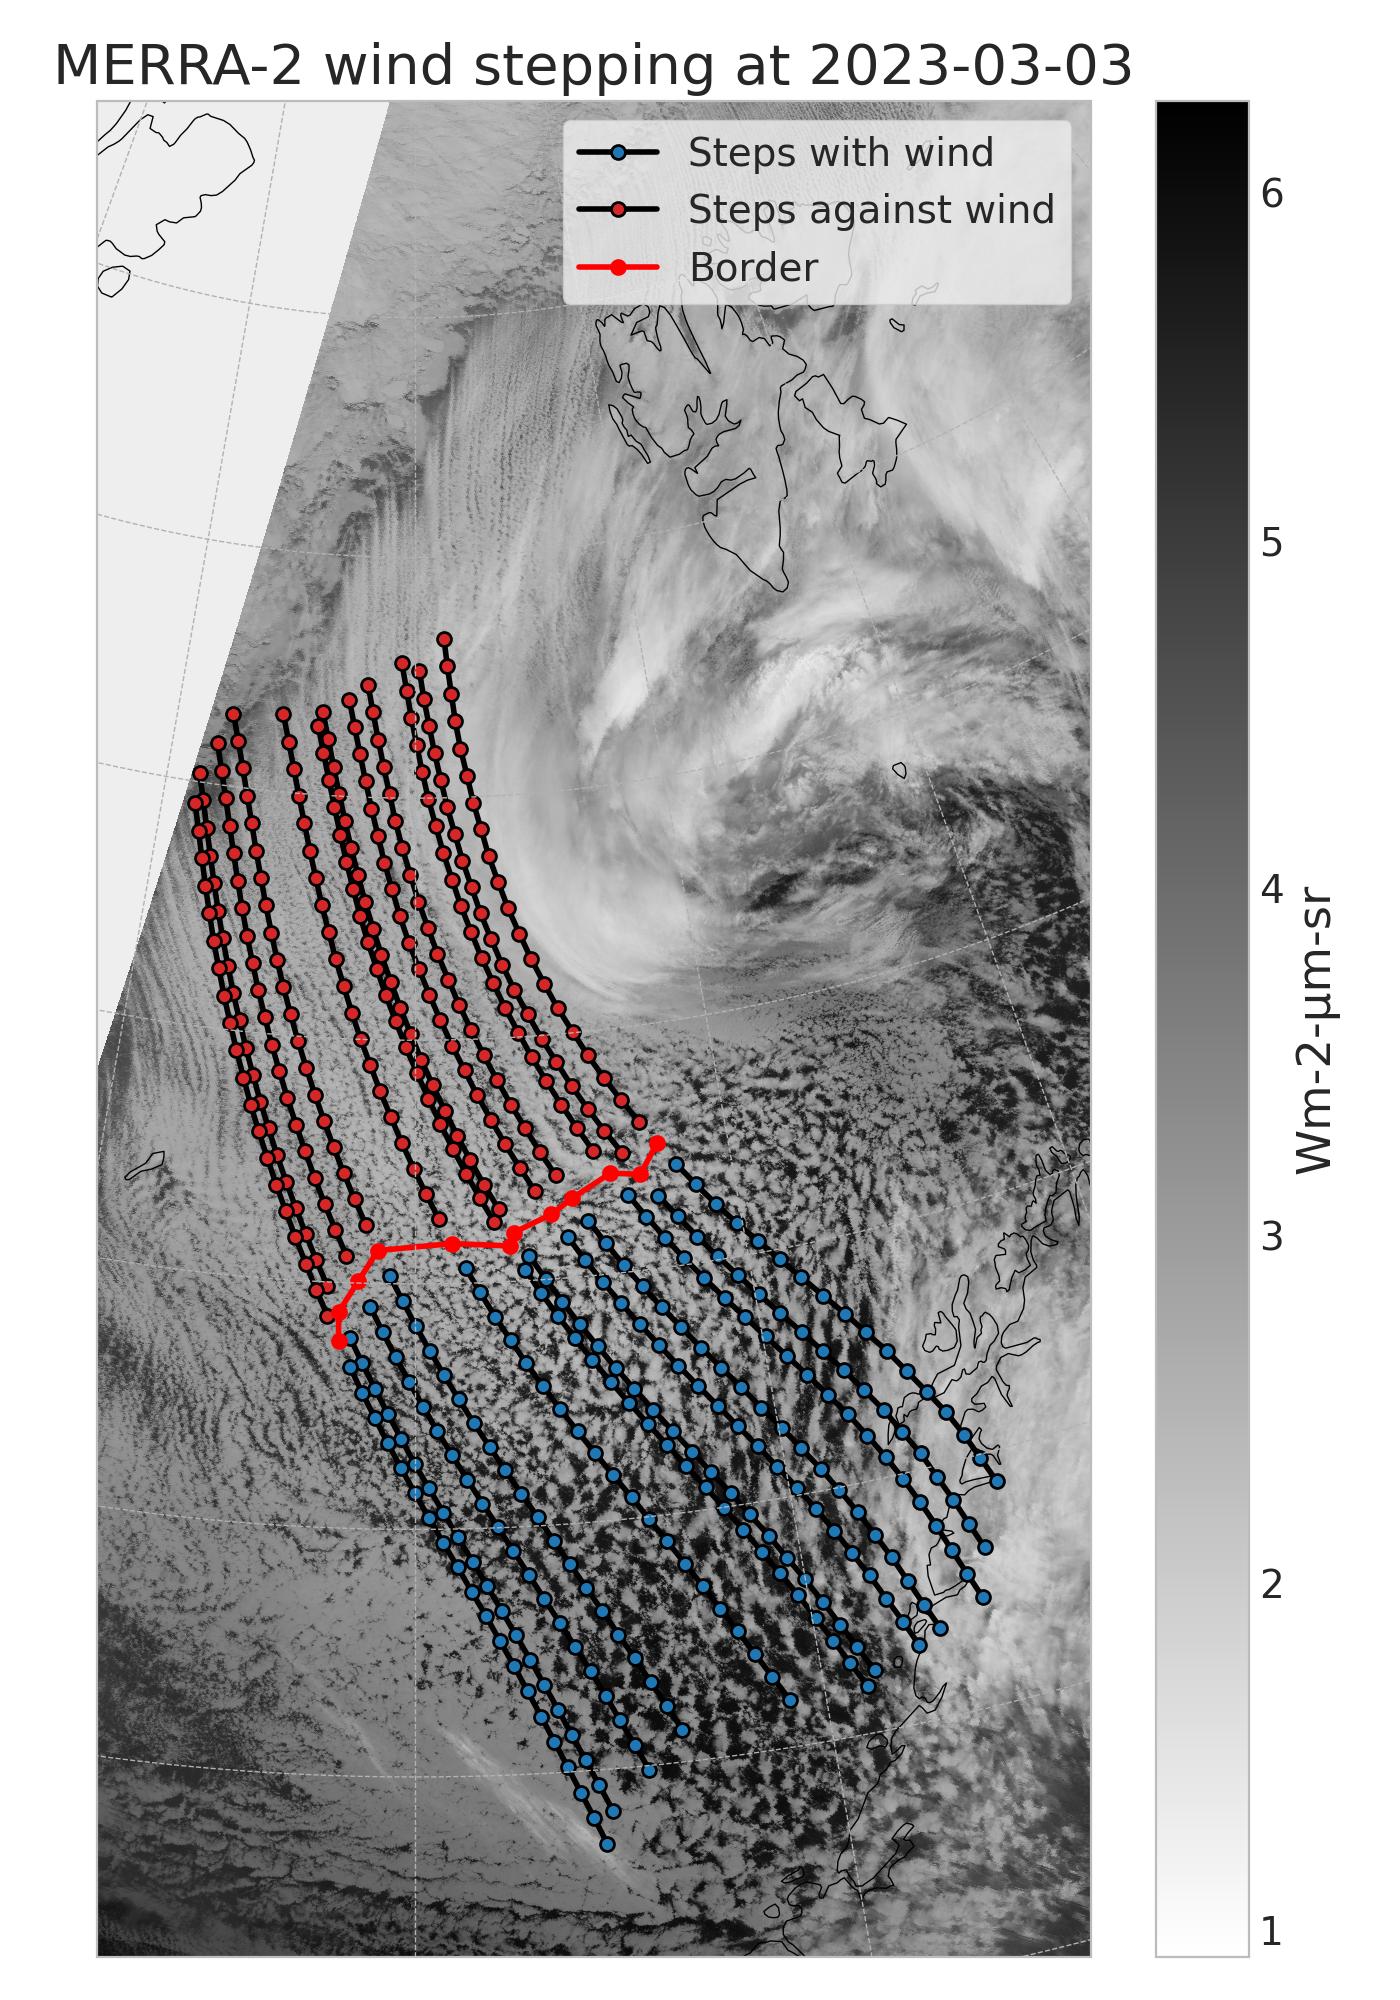 MERRA-2 wind stepping at 2023-03-03
Steps with wind
Steps against wind
Border
6
5
4
3
2
1
Wm-2-µm-sr